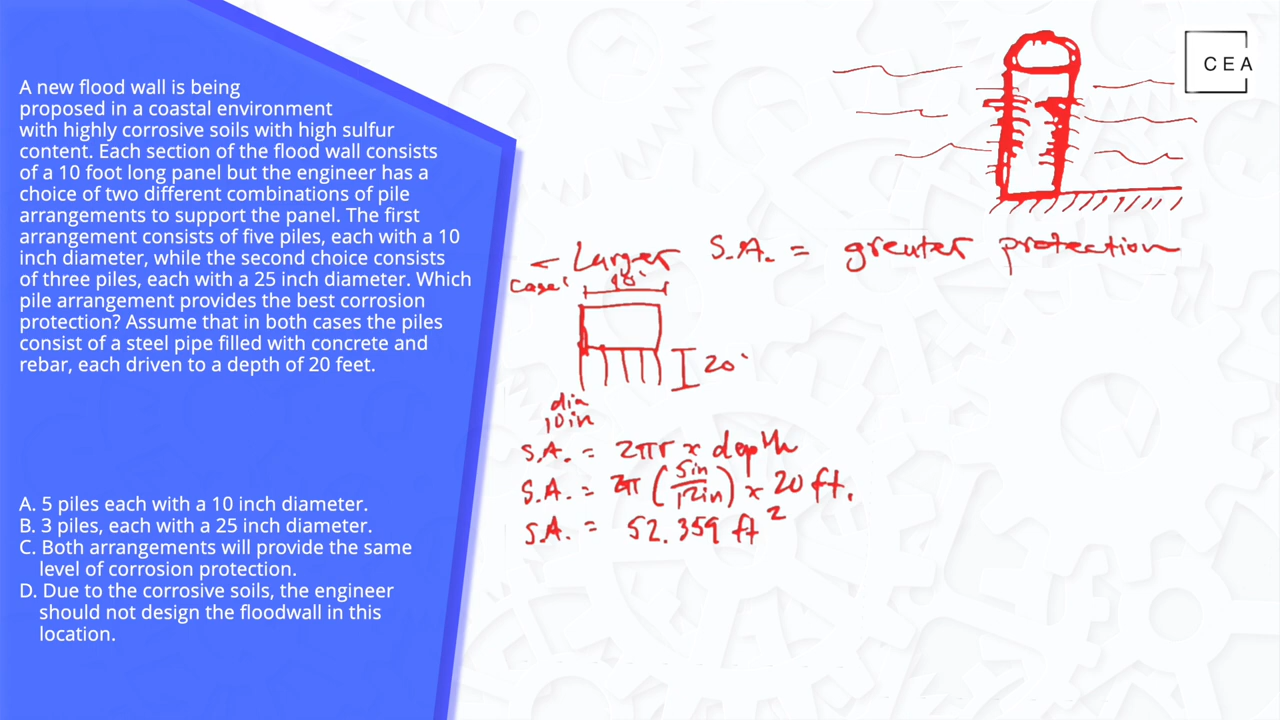 A new flood wall is being
proposed in a coastal environment
with highly corrosive soils with high sulfur
content. Each section of the flood wall consists
of a 10 foot long panel but the engineer has a
choice of two different combinations of pile
arrangements to support the panel. The first
arrangement consists of five piles, each with a 10
inch diameter, while the second choice consists
of three piles, each with a 25 inch diameter. Which
pile arrangement provides the best corrosion
protection? Assume that in both cases the piles
consist of a steel pipe filled with concrete and
rebar, each driven to a depth of 20 feet.
A. 5 piles each with a 10 inch diameter.
B. 3 piles, each with a 25 inch diameter.
C. Both arrangements will provide the same
level of corrosion protection.
D. Due to the corrosive soils, the engineer
should not design the floodwall in this
location.
CEA
– Larger S.A. = greater protection
Case 1
10'
20'
dia
10in
S.A. = 2πr x depth
S.A. = 2π (5in/12in) x 20 ft.
S.A. = 52.359 ft²